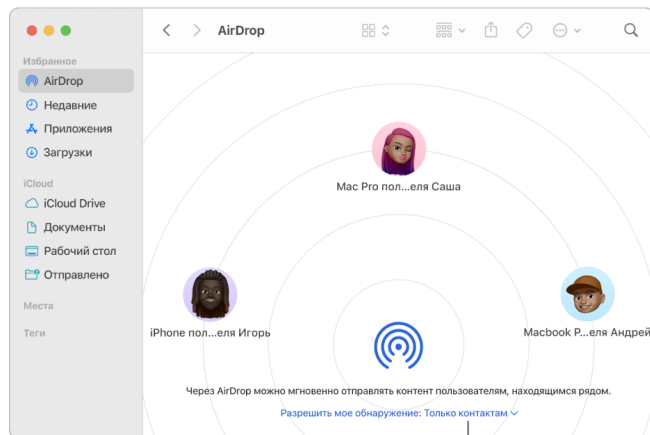 AirDrop
Избранное
AirDrop
Недавние
Приложения
Загрузки
iCloud
iCloud Drive
Документы
Рабочий стол
Отправлено
Места
Теги
Mac Pro пол...еля Саша
iPhone пол...еля Игорь
Macbook P...еля Андрей
Через AirDrop можно мгновенно отправлять контент пользователям, находящимся рядом.
Разрешить мое обнаружение: Только контактам